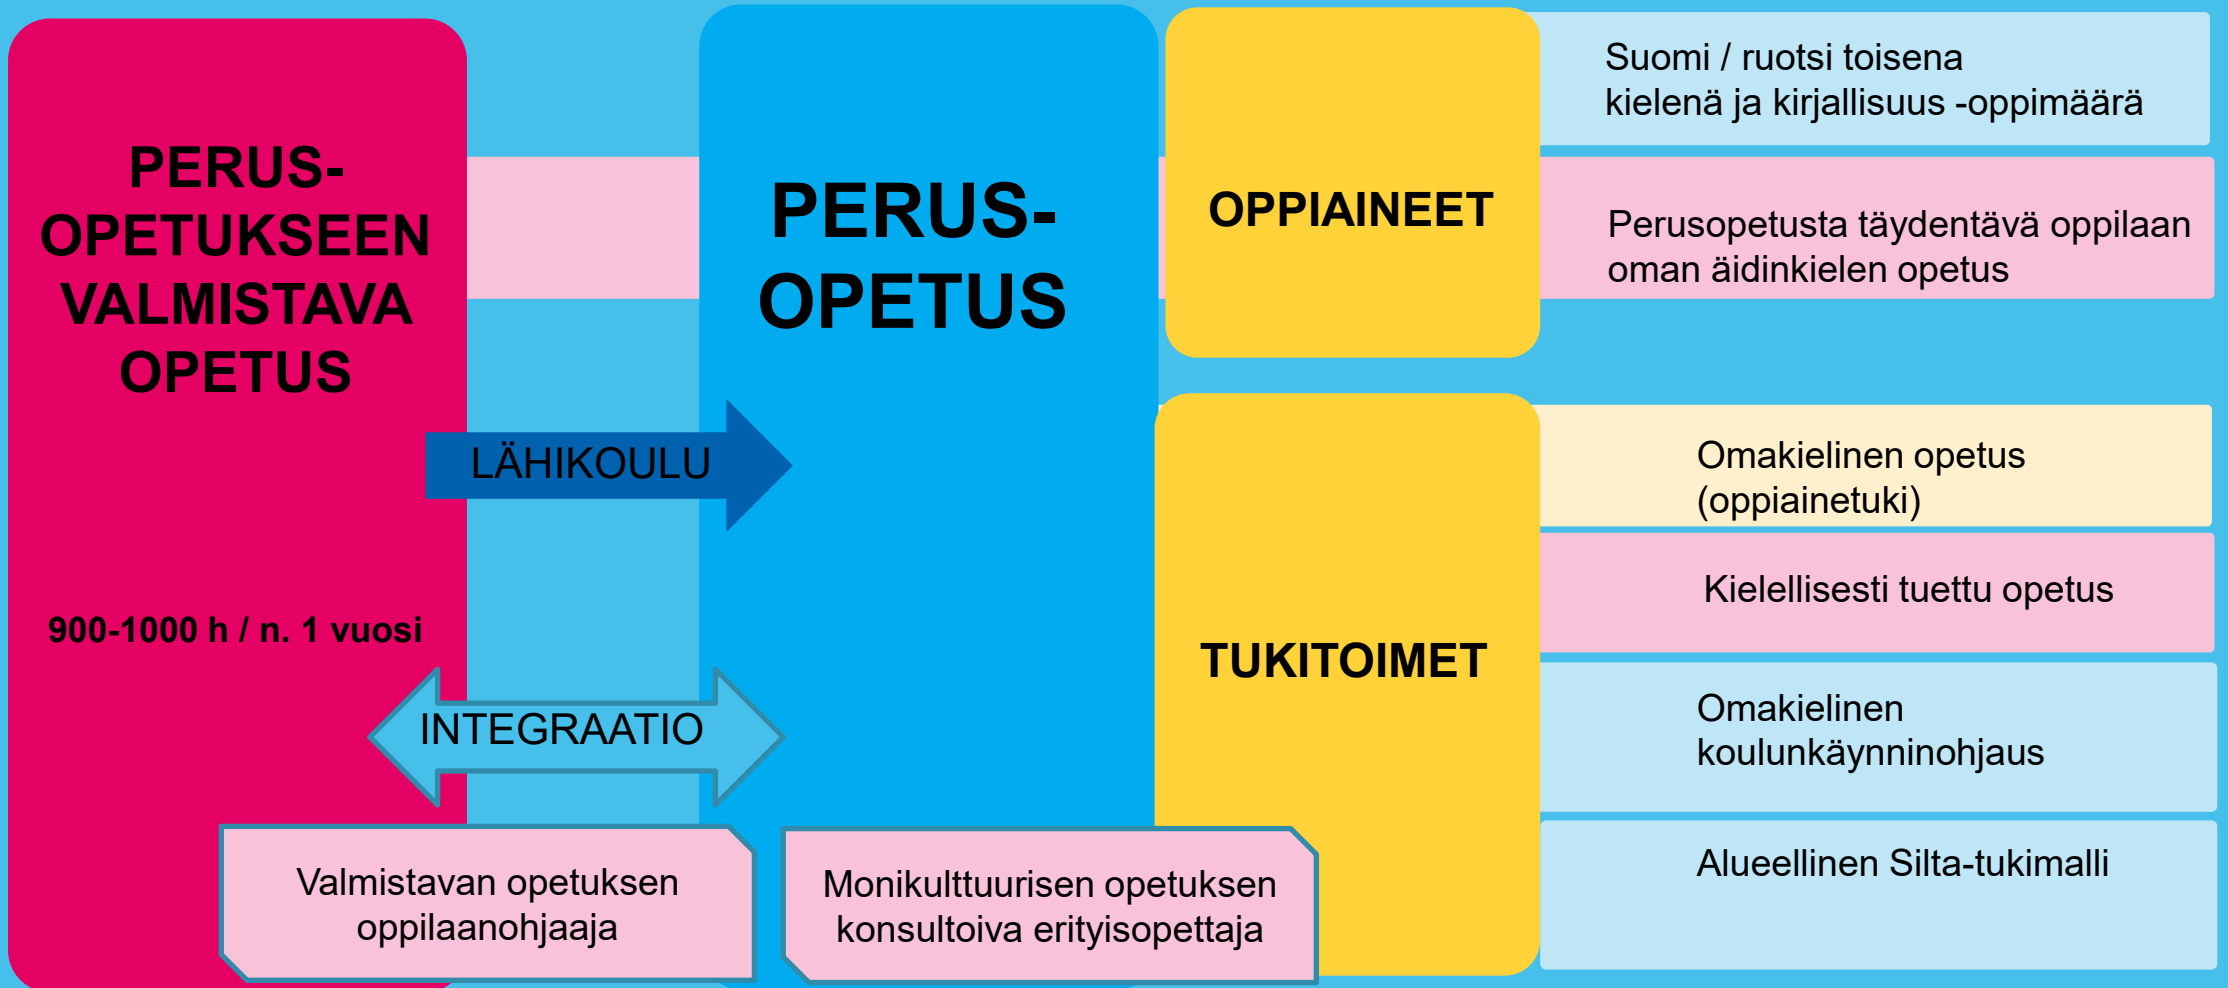 PERUS-
OPETUKSEEN
VALMISTAVA
OPETUS
900-1000 h / n. 1 vuosi
LÄHIKOULU
INTEGRAATIO
Valmistavan opetuksen
oppilaanohjaaja
PERUS-
OPETUS
Monikulttuurisen opetuksen
konsultoiva erityisopettaja
OPPIAINEET
Suomi / ruotsi toisena
kielenä ja kirjallisuus -oppimäärä
Perusopetusta täydentävä oppilaan
oman äidinkielen opetus
TUKITOIMET
Omakielinen opetus
(oppiainetuki)
Kielellisesti tuettu opetus
Omakielinen
koulunkäynninohjaus
Alueellinen Silta-tukimalli